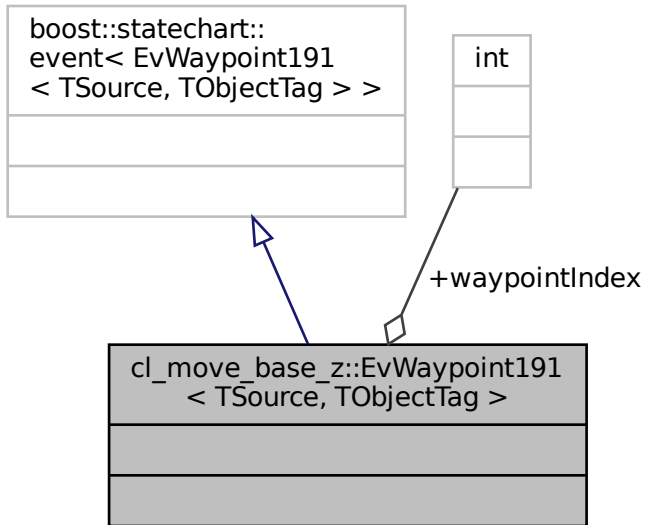 boost::statechart::
event< EvWaypoint191
< TSource, TObjectTag > >
int
+waypointIndex
cl_move_base_z::EvWaypoint191
< TSource, TObjectTag >